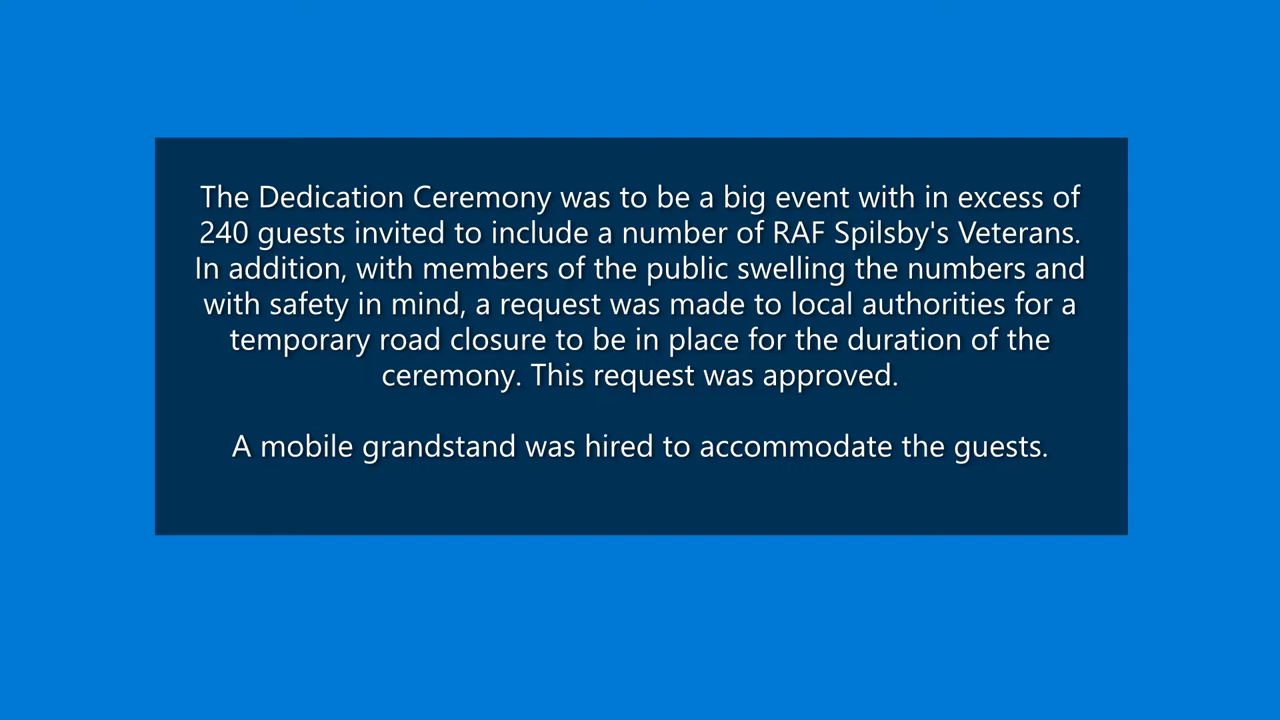 The Dedication Ceremony was to be a big event with in excess of
240 guests invited to include a number of RAF Spilsby's Veterans.
In addition, with members of the public swelling the numbers and
with safety in mind, a request was made to local authorities for a
temporary road closure to be in place for the duration of the
ceremony. This request was approved.
A mobile grandstand was hired to accommodate the guests.